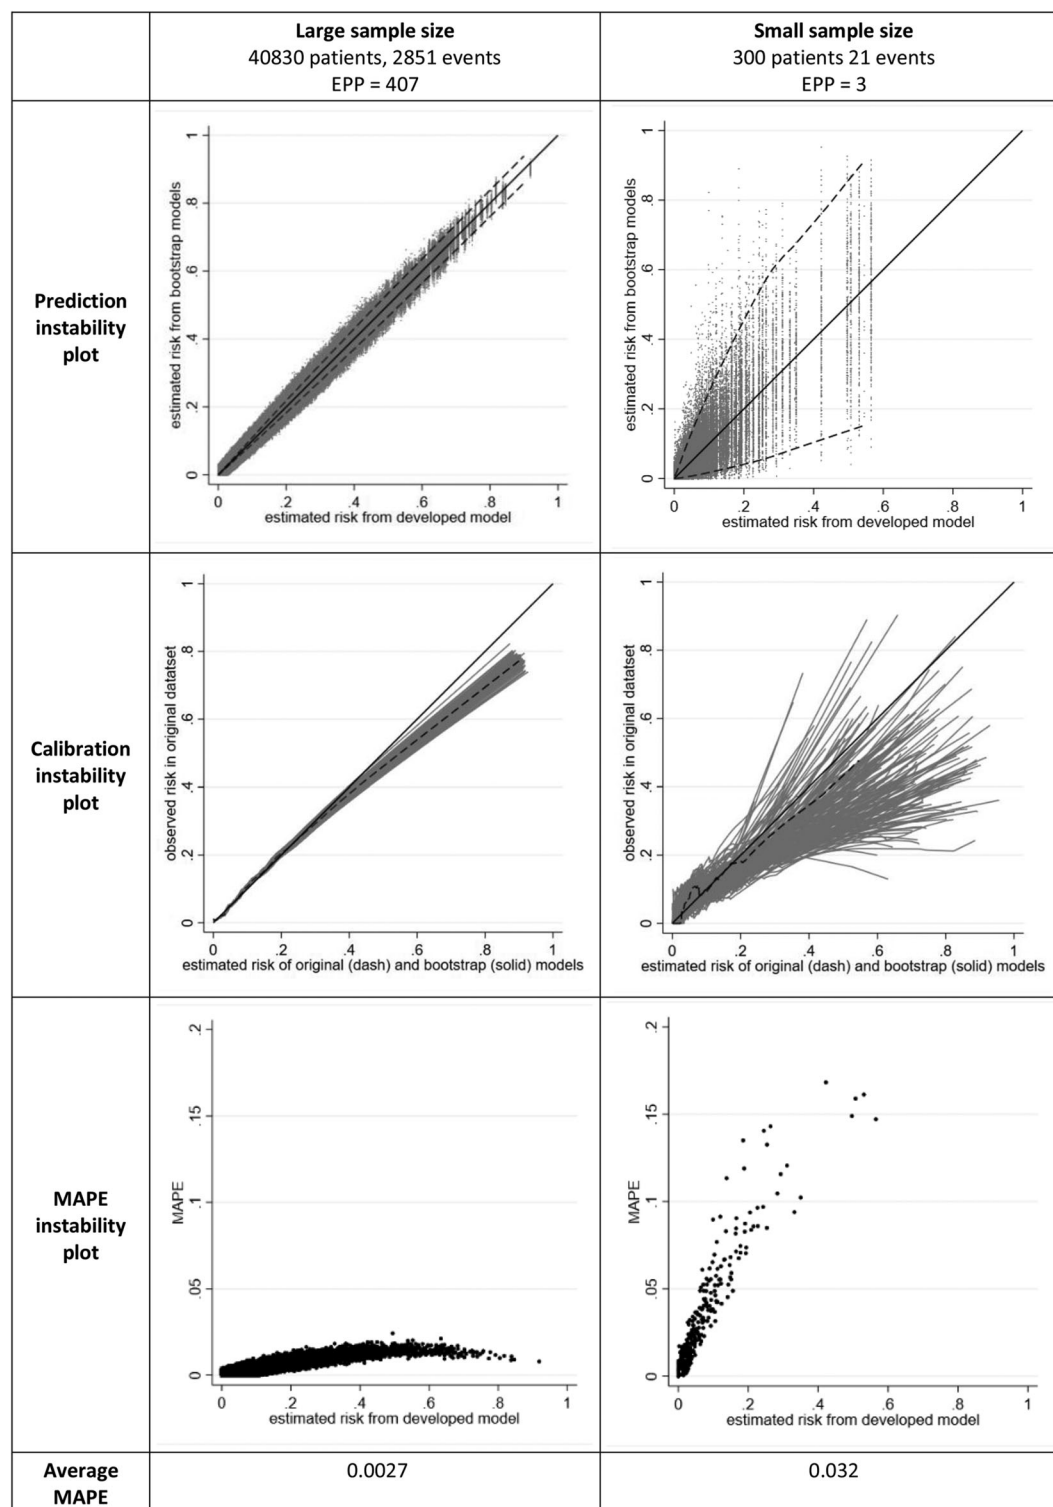 Large sample size
40830 patients, 2851 events
EPP = 407
Small sample size
300 patients 21 events
EPP = 3
Prediction
instability
plot
estimated risk from bootstrap models
0 .2 .4 .6 .8 1
0 .2 .4 .6 .8 1
estimated risk from developed model
estimated risk from bootstrap models
0 .2 .4 .6 .8 1
0 .2 .4 .6 .8 1
estimated risk from developed model
Calibration
instability
plot
observed risk in original datatset
0 .2 .4 .6 .8 1
0 .2 .4 .6 .8 1
estimated risk of original (dash) and bootstrap (solid) models
observed risk in original datatset
0 .2 .4 .6 .8 1
0 .2 .4 .6 .8 1
estimated risk of original (dash) and bootstrap (solid) models
MAPE
instability
plot
MAPE
0 .05 .1 .15 .2
0 .2 .4 .6 .8 1
estimated risk from developed model
MAPE
0 .05 .1 .15 .2
0 .2 .4 .6 .8 1
estimated risk from developed model
Average
MAPE
0.0027
0.032